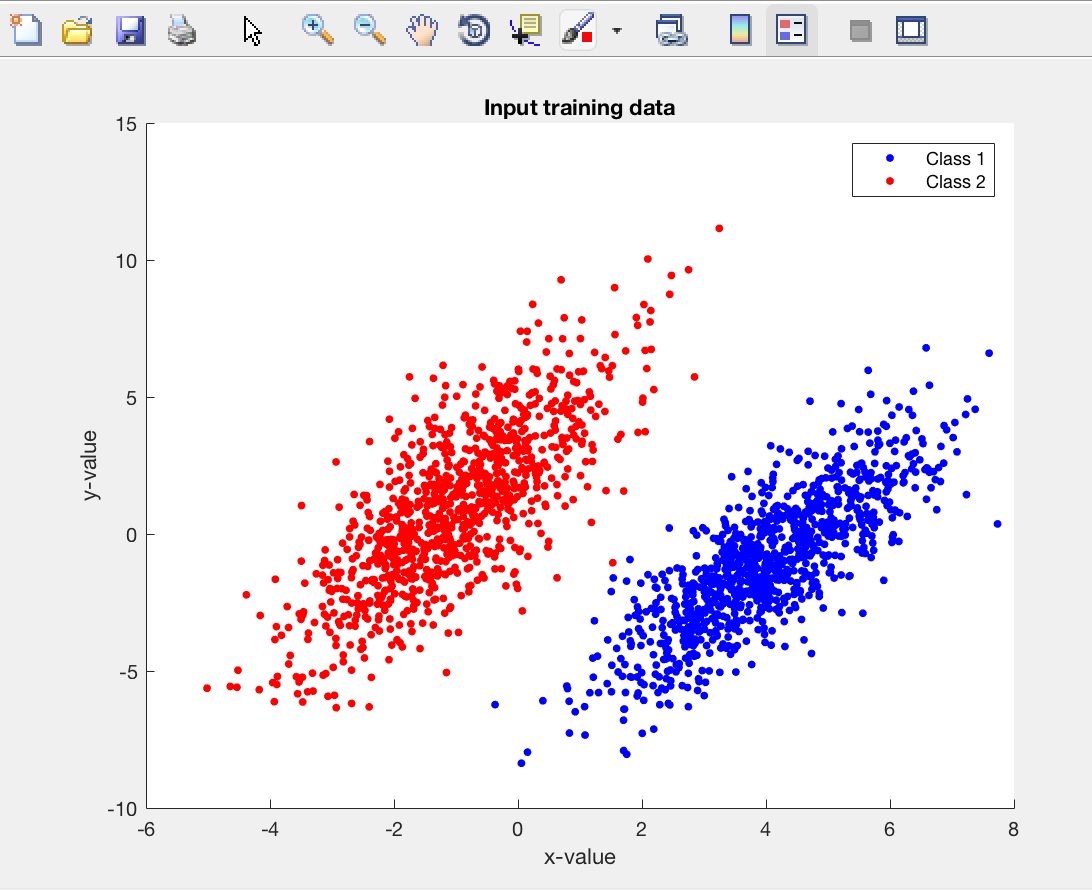 Input training data
Class 1
Class 2
15
10
5
0
-5
-10
y-value
-6 -4 -2 0 2 4 6 8
x-value